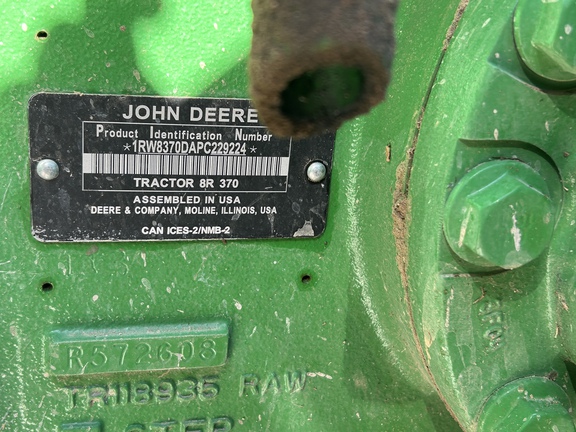 JOHN DEERE
Product Identification Number
*1RW8370DAPC229224*
TRACTOR 8R 370
ASSEMBLED IN USA
DEERE & COMPANY, MOLINE, ILLINOIS, USA
CAN ICES-2/NMB-2
R572608
TR118935 RAW